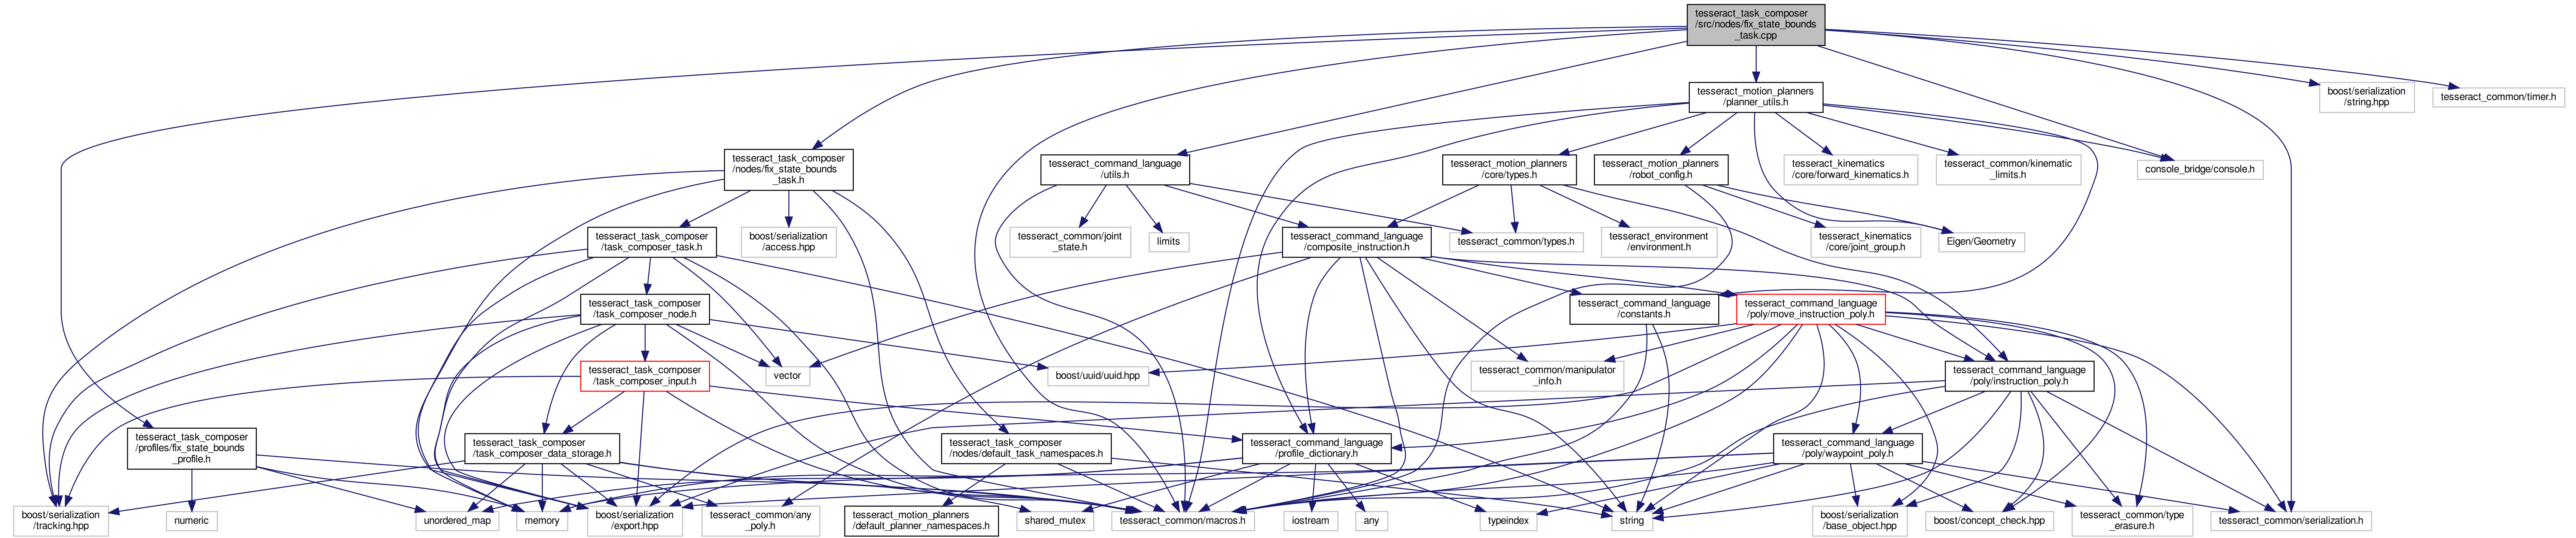 tesseract_task_composer
/src/nodes/fix_state_bounds
_task.cpp
tesseract_motion_planners
/planner_utils.h
boost/serialization
/string.hpp
tesseract_common/timer.h
tesseract_task_composer
/nodes/fix_state_bounds
_task.h
tesseract_command_language
/utils.h
tesseract_motion_planners
/core/types.h
tesseract_motion_planners
/robot_config.h
tesseract_kinematics
/core/forward_kinematics.h
tesseract_common/kinematic
_limits.h
console_bridge/console.h
tesseract_task_composer
/task_composer_task.h
boost/serialization
/access.hpp
tesseract_common/joint
_state.h
limits
tesseract_command_language
/composite_instruction.h
tesseract_common/types.h
tesseract_environment
/environment.h
tesseract_kinematics
/core/joint_group.h
Eigen/Geometry
tesseract_task_composer
/task_composer_node.h
tesseract_command_language
/constants.h
tesseract_command_language
/poly/move_instruction_poly.h
tesseract_task_composer
/task_composer_input.h
vector
boost/uuid/uuid.hpp
tesseract_common/manipulator
_info.h
tesseract_command_language
/poly/instruction_poly.h
tesseract_task_composer
/profiles/fix_state_bounds
_profile.h
tesseract_task_composer
/task_composer_data_storage.h
tesseract_task_composer
/nodes/default_task_namespaces.h
tesseract_command_language
/profile_dictionary.h
tesseract_command_language
/poly/waypoint_poly.h
boost/serialization
/tracking.hpp
numeric
unordered_map
memory
boost/serialization
/export.hpp
tesseract_common/any
_poly.h
tesseract_motion_planners
/default_planner_namespaces.h
shared_mutex
tesseract_common/macros.h
iostream
any
typeindex
string
boost/serialization
/base_object.hpp
boost/concept_check.hpp
tesseract_common/type
_erasure.h
tesseract_common/serialization.h